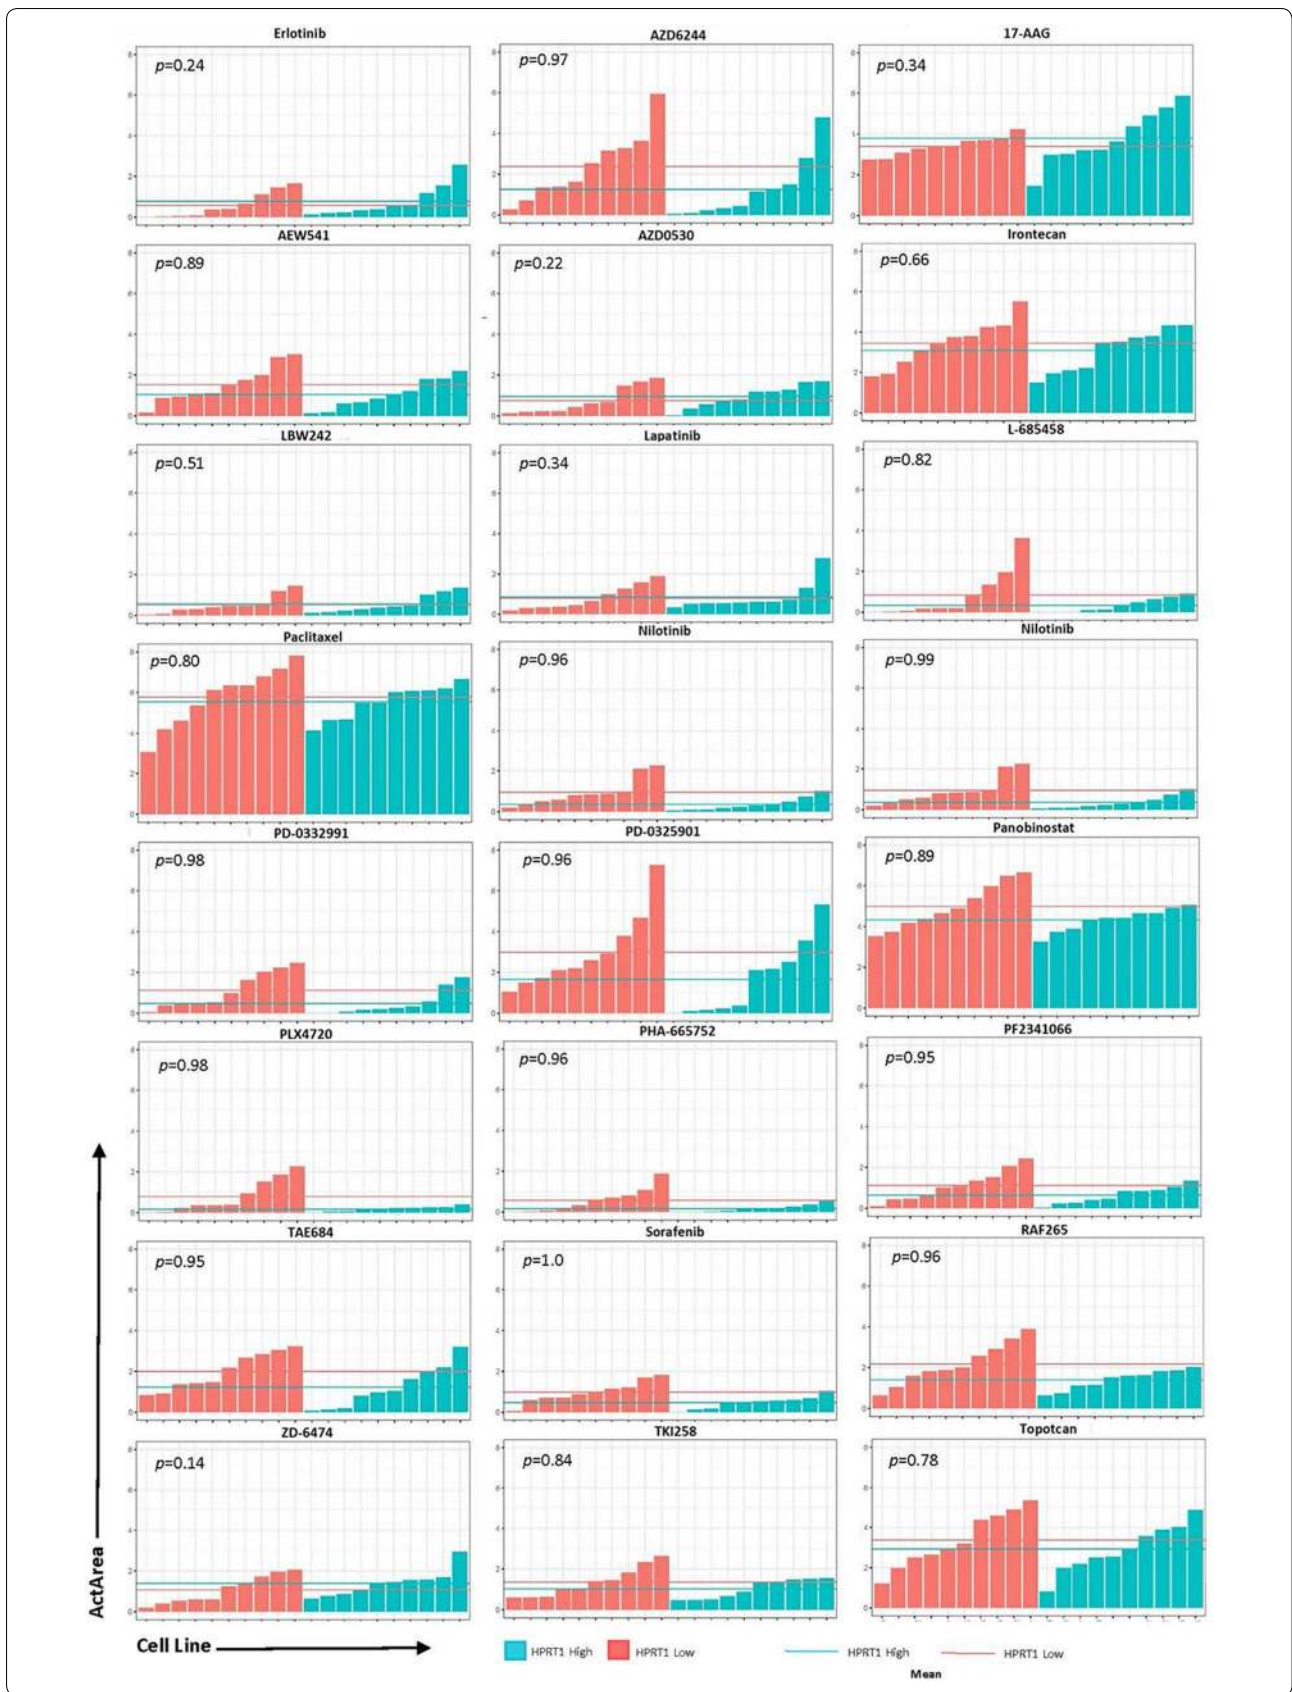 Erlotinib AZD6244 17-AAG
p=0.24 p=0.97 p=0.34
AEW541 AZD0530 Irontecan
p=0.89 p=0.22 p=0.66
LBW242 Lapatinib L-685458
p=0.51 p=0.34 p=0.82
Paclitaxel Nilotinib Nilotinib
p=0.80 p=0.96 p=0.99
PD-0332991 PD-0325901 Panobinostat
p=0.98 p=0.96 p=0.89
PLX4720 PHA-665752 PF2341066
p=0.98 p=0.96 p=0.95
TAE684 Sorafenib RAF265
p=0.95 p=1.0 p=0.96
ZD-6474 TKI258 Topotcan
p=0.14 p=0.84 p=0.78
ActArea
Cell Line
HPRT1 High HPRT1 Low HPRT1 High HPRT1 Low
Mean